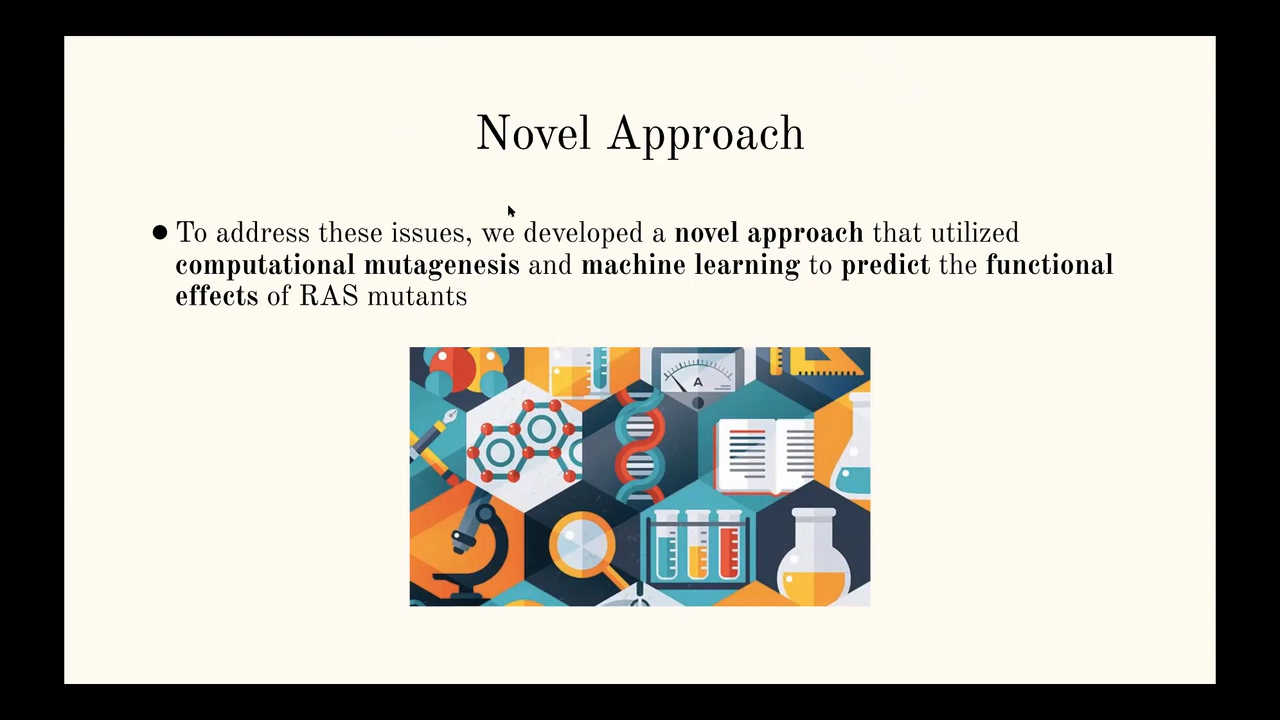 Novel Approach
● To address these issues, we developed a novel approach that utilized
computational mutagenesis and machine learning to predict the functional
effects of RAS mutants
A